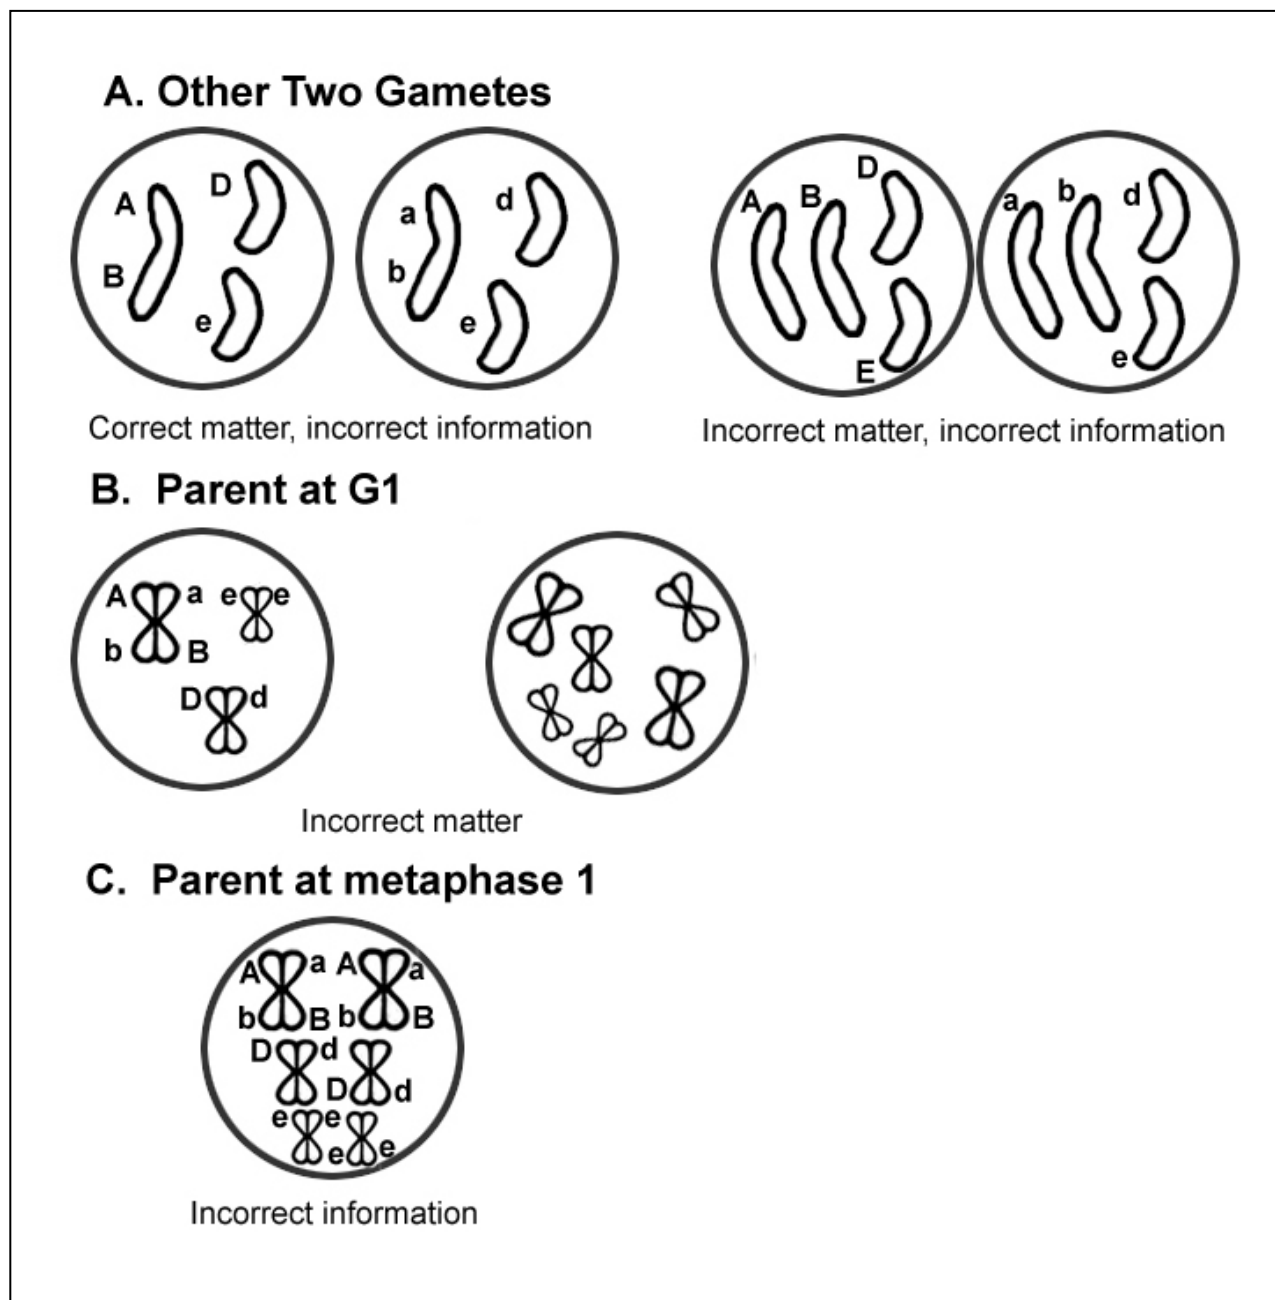 A. Other Two Gametes
A D
B
e
a d
b
e
A B D
E
a b d
e
Correct matter, incorrect information
Incorrect matter, incorrect information
B. Parent at G1
A a e e
b B
D d
Incorrect matter
C. Parent at metaphase 1
A a A a
b B b B
D d
D d
e e
e e
Incorrect information